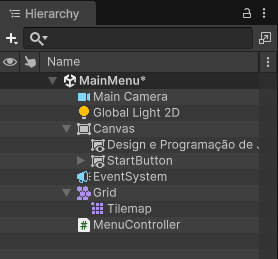 Hierarchy
Name
MainMenu*
Main Camera
Global Light 2D
Canvas
Design e Programação de
StartButton
EventSystem
Grid
Tilemap
MenuController